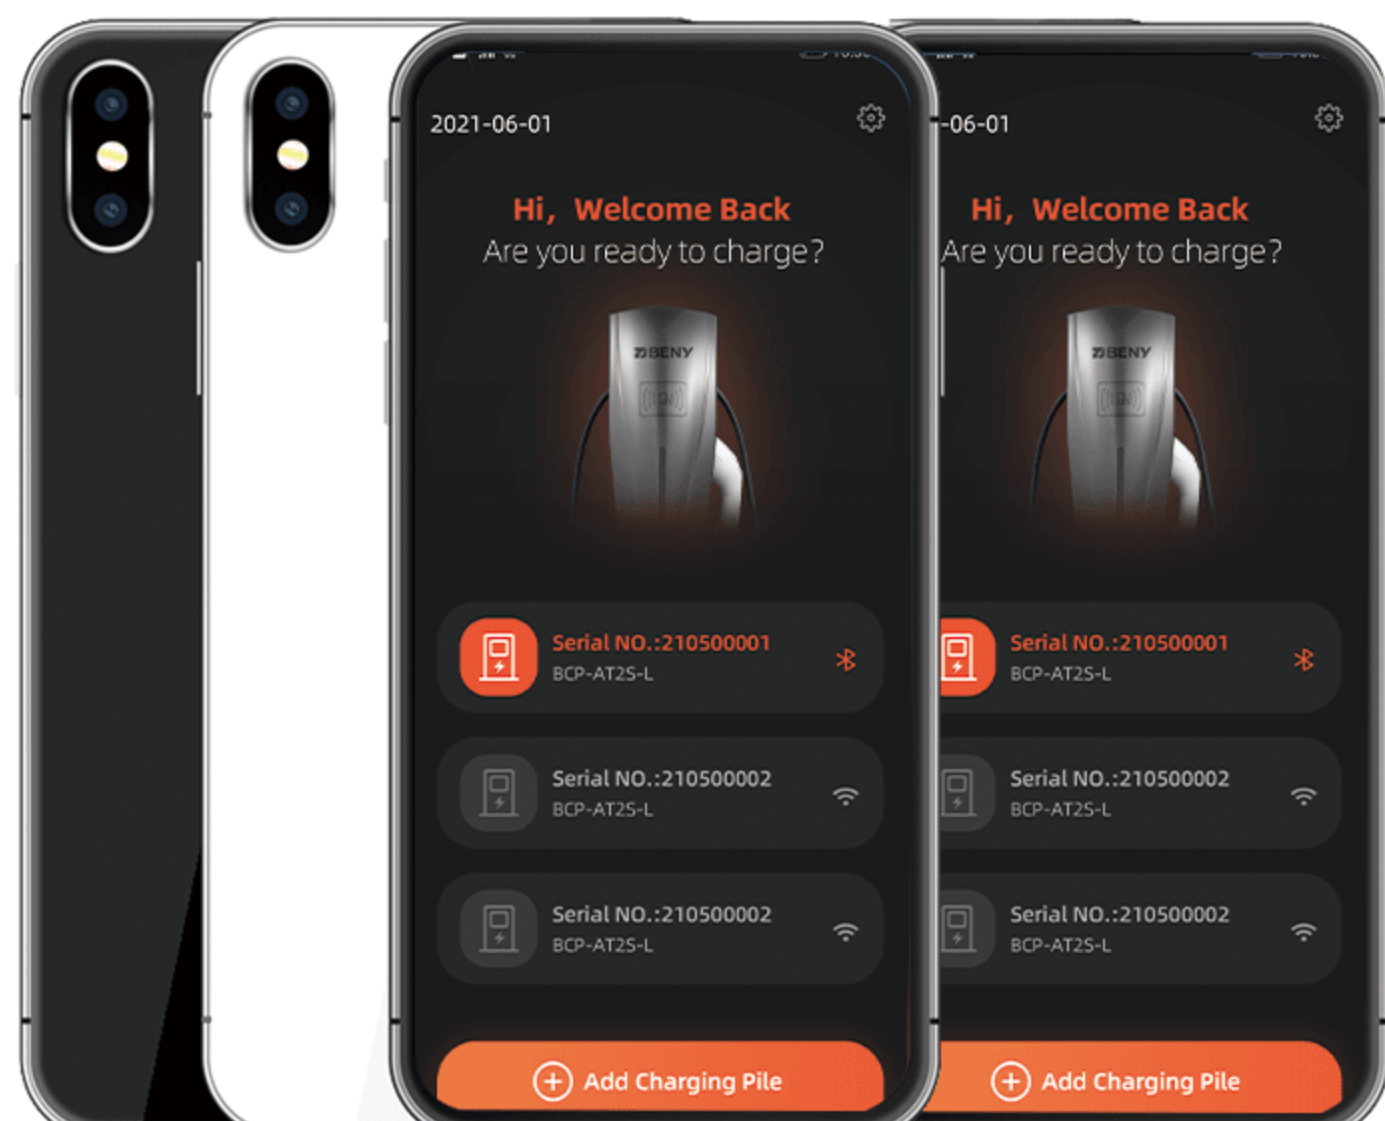 2021-06-01
Hi, Welcome Back
Are you ready to charge?
BENY
Serial NO.:210500001
BCP-AT2S-L
Serial NO.:210500002
BCP-AT2S-L
Serial NO.:210500002
BCP-AT2S-L
Add Charging Pile
-06-01
Hi, Welcome Back
Are you ready to charge?
BENY
Serial NO.:210500001
BCP-AT2S-L
Serial NO.:210500002
BCP-AT2S-L
Serial NO.:210500002
BCP-AT2S-L
Add Charging Pile